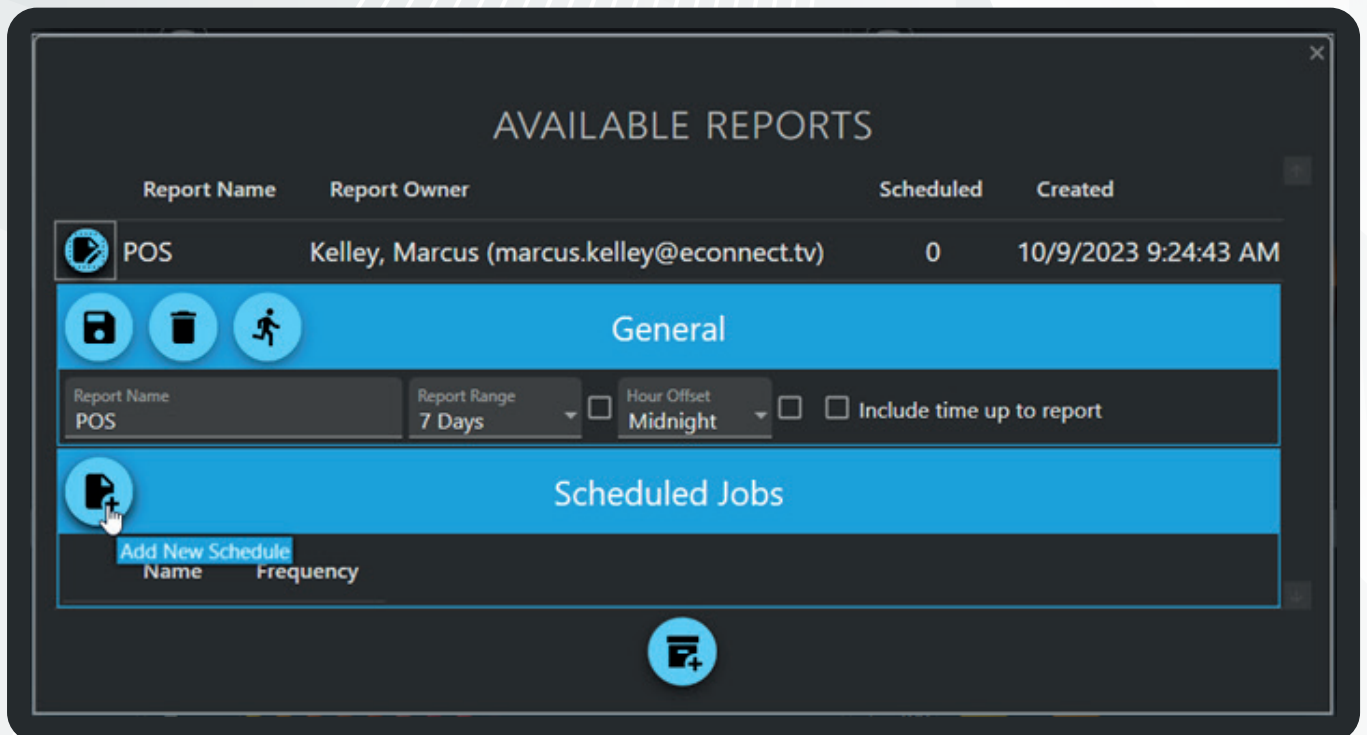 AVAILABLE REPORTS
Report Name Report Owner Scheduled Created
POS Kelley, Marcus (marcus.kelley@econnect.tv) 0 10/9/2023 9:24:43 AM
General
Report Name Report Range Hour Offset
POS 7 Days Midnight Include time up to report
Scheduled Jobs
Add New Schedule
Name Frequency